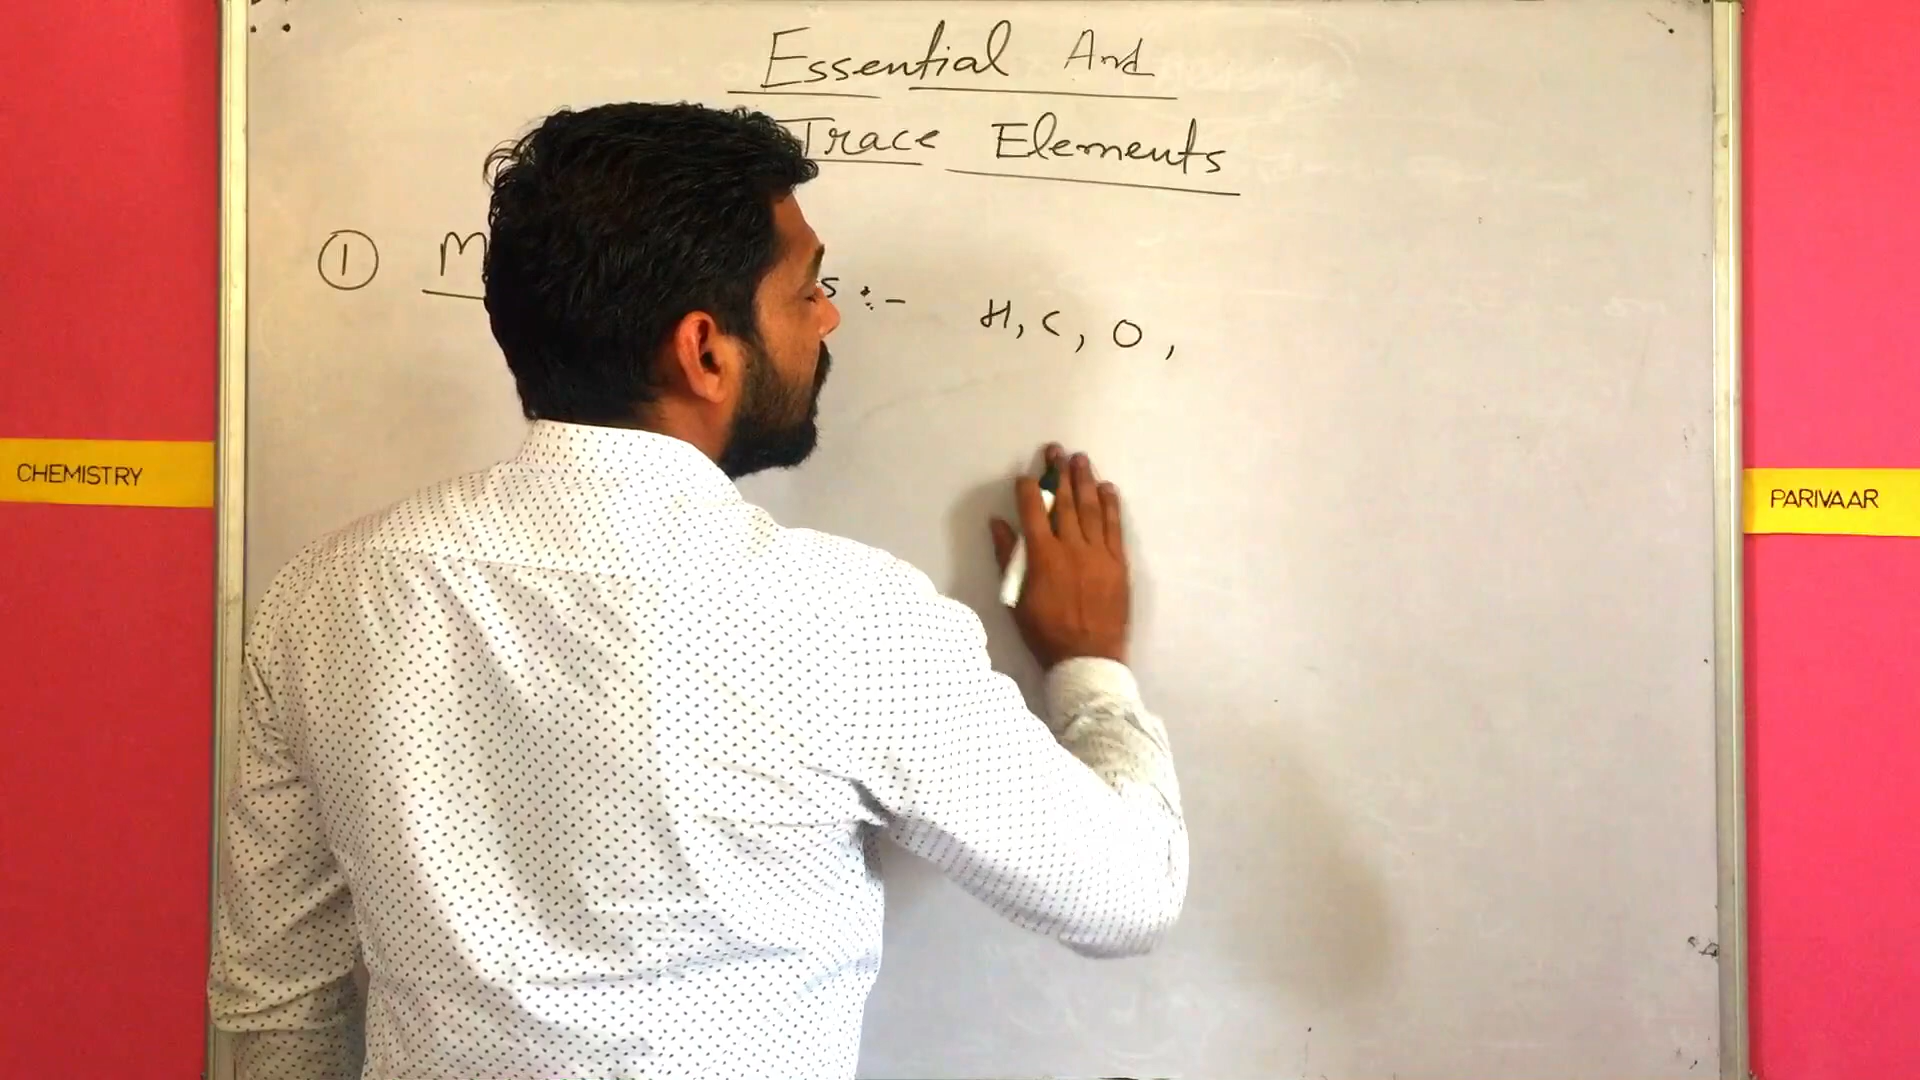 Essential And
Trace Elements
① M s :- H, C, O,
CHEMISTRY
PARIVAAR